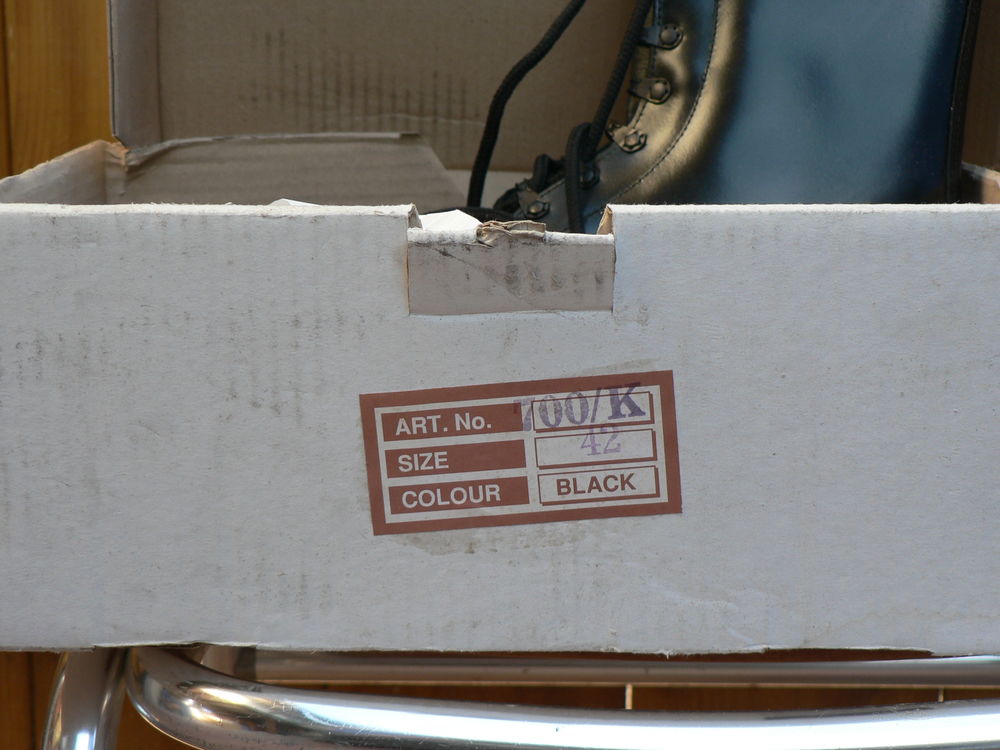 ART. No. 700/K
SIZE 42
COLOUR BLACK